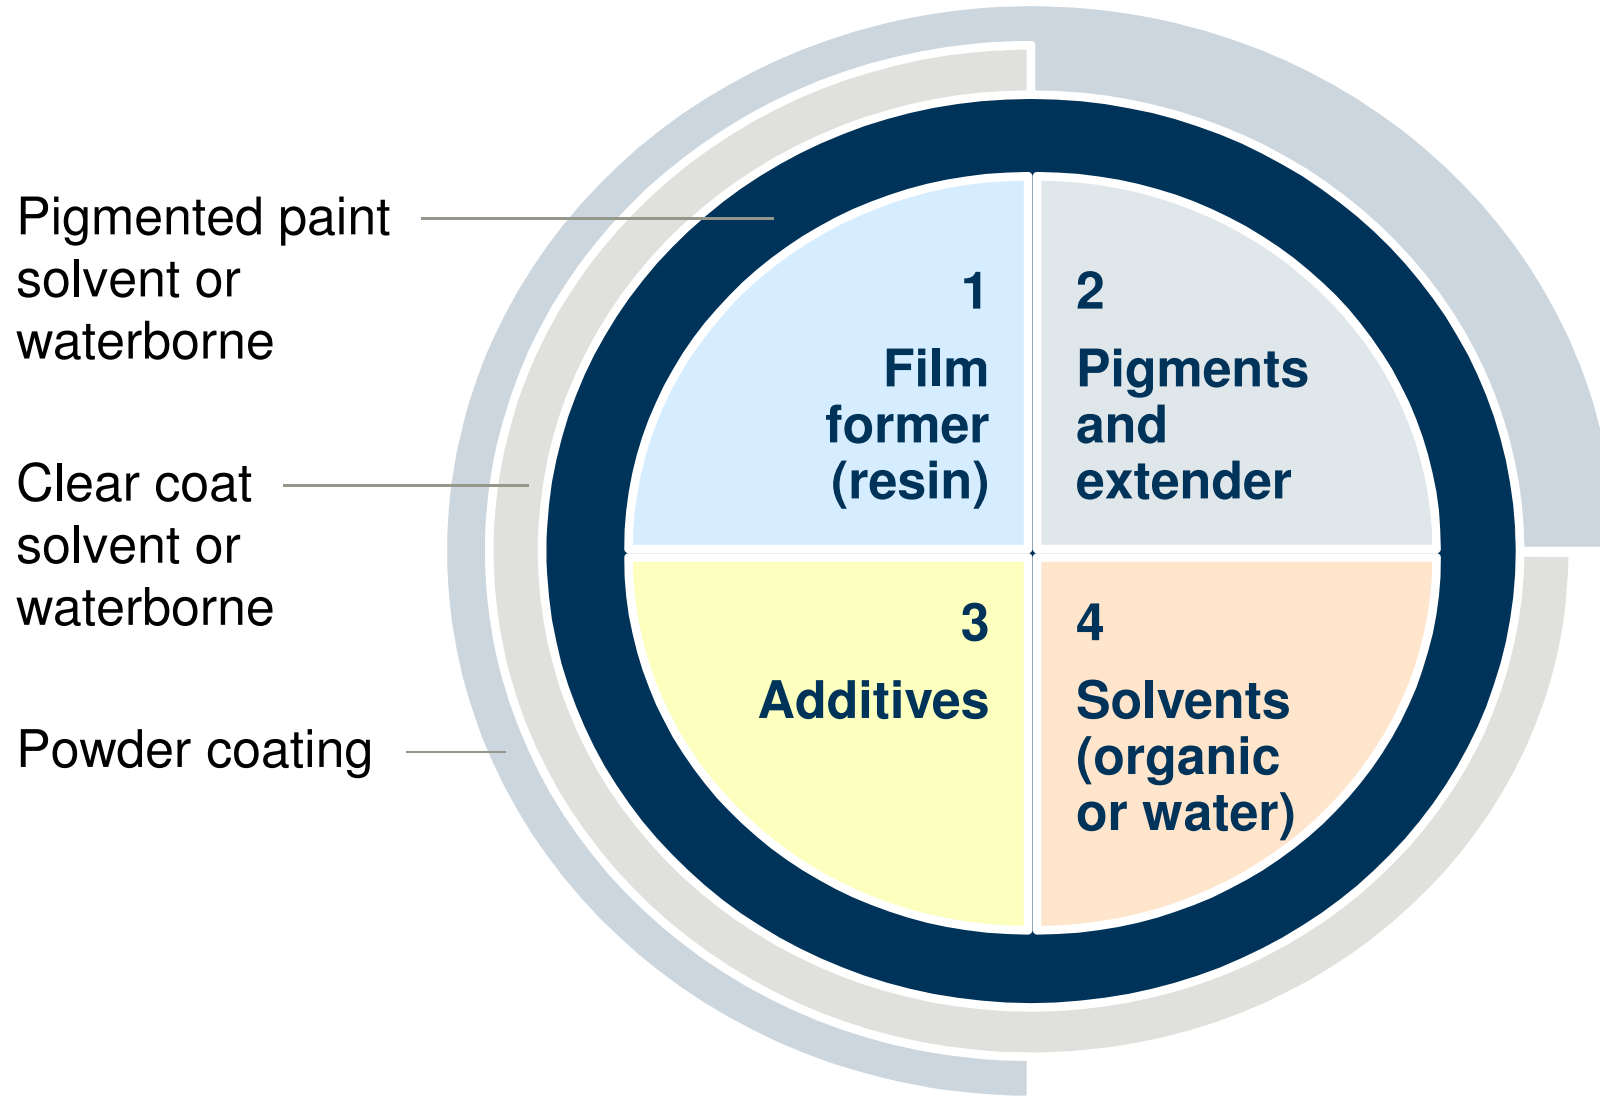 Pigmented paint
solvent or
waterborne
Clear coat
solvent or
waterborne
Powder coating
1
Film
former
(resin)
2
Pigments
and
extender
3
Additives
4
Solvents
(organic
or water)